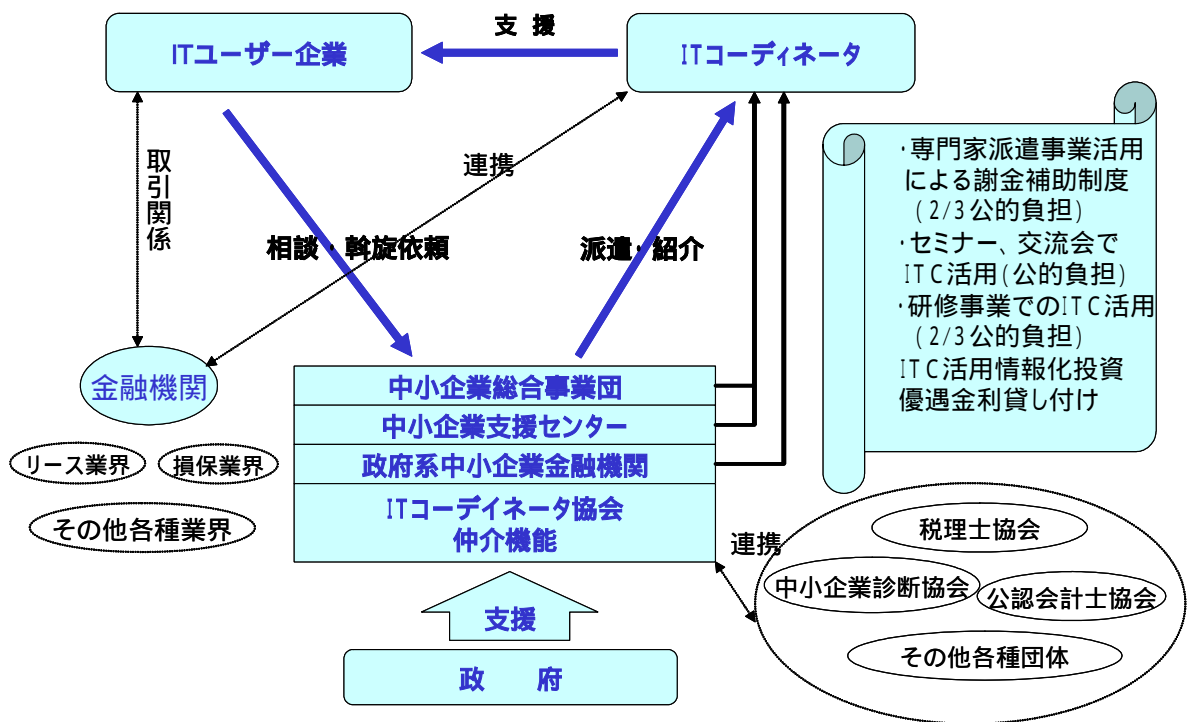 支 援
ITユーザー企業
ITコーディネータ
取引関係
連携
相談・斡旋依頼
派遣・紹介
・専門家派遣事業活用
による謝金補助制度
(2/3公的負担)
・セミナー、交流会で
ITC活用(公的負担)
・研修事業でのITC活用
(2/3公的負担)
ITC活用情報化投資
優遇金利貸し付け
金融機関
リース業界
損保業界
その他各種業界
中小企業総合事業団
中小企業支援センター
政府系中小企業金融機関
ITコーデイネータ協会
仲介機能
連携
税理士協会
中小企業診断協会
公認会計士協会
その他各種団体
支援
政 府